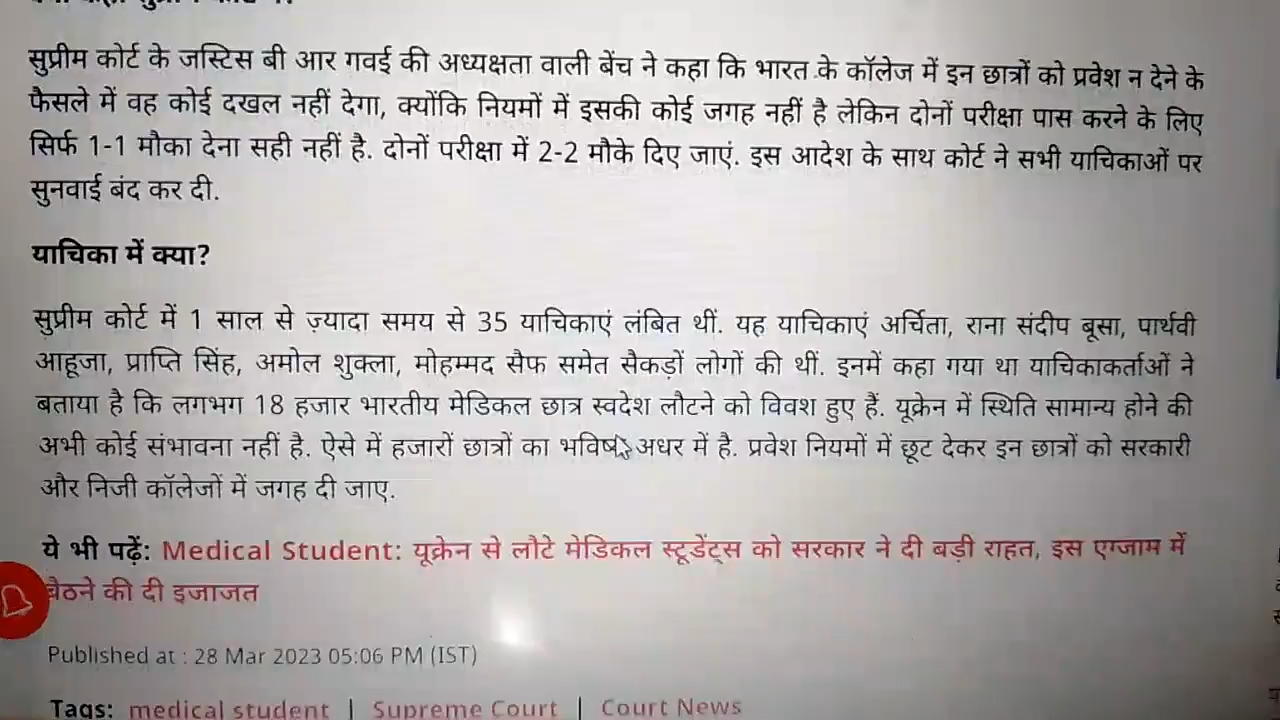 सुप्रीम कोर्ट के जस्टिस बी आर गवई की अध्यक्षता वाली बेंच ने कहा कि भारत के कॉलेज में इन छात्रों को प्रवेश न देने के
फैसले में वह कोई दखल नहीं देगा, क्योंकि नियमों में इसकी कोई जगह नहीं है लेकिन दोनों परीक्षा पास करने के लिए
सिर्फ 1-1 मौका देना सही नहीं है. दोनों परीक्षा में 2-2 मौके दिए जाएं. इस आदेश के साथ कोर्ट ने सभी याचिकाओं पर
सुनवाई बंद कर दी.
याचिका में क्या?
सुप्रीम कोर्ट में 1 साल से ज़्यादा समय से 35 याचिकाएं लंबित थीं. यह याचिकाएं अर्चिता, राना संदीप बूसा, पार्थवी
आहूजा, प्राप्ति सिंह, अमोल शुक्ला, मोहम्मद सैफ समेत सैकड़ों लोगों की थीं. इनमें कहा गया था याचिकाकर्ताओं ने
बताया है कि लगभग 18 हजार भारतीय मेडिकल छात्र स्वदेश लौटने को विवश हुए हैं. यूक्रेन में स्थिति सामान्य होने की
अभी कोई संभावना नहीं है. ऐसे में हजारों छात्रों का भविष्य अधर में है. प्रवेश नियमों में छूट देकर इन छात्रों को सरकारी
और निजी कॉलेजों में जगह दी जाए.
ये भी पढ़ें: Medical Student: यूक्रेन से लौटे मेडिकल स्टूडेंट्स को सरकार ने दी बड़ी राहत, इस एग्जाम में
बैठने की दी इजाजत
Published at : 28 Mar 2023 05:06 PM (IST)
Tags: medical student | Supreme Court | Court News